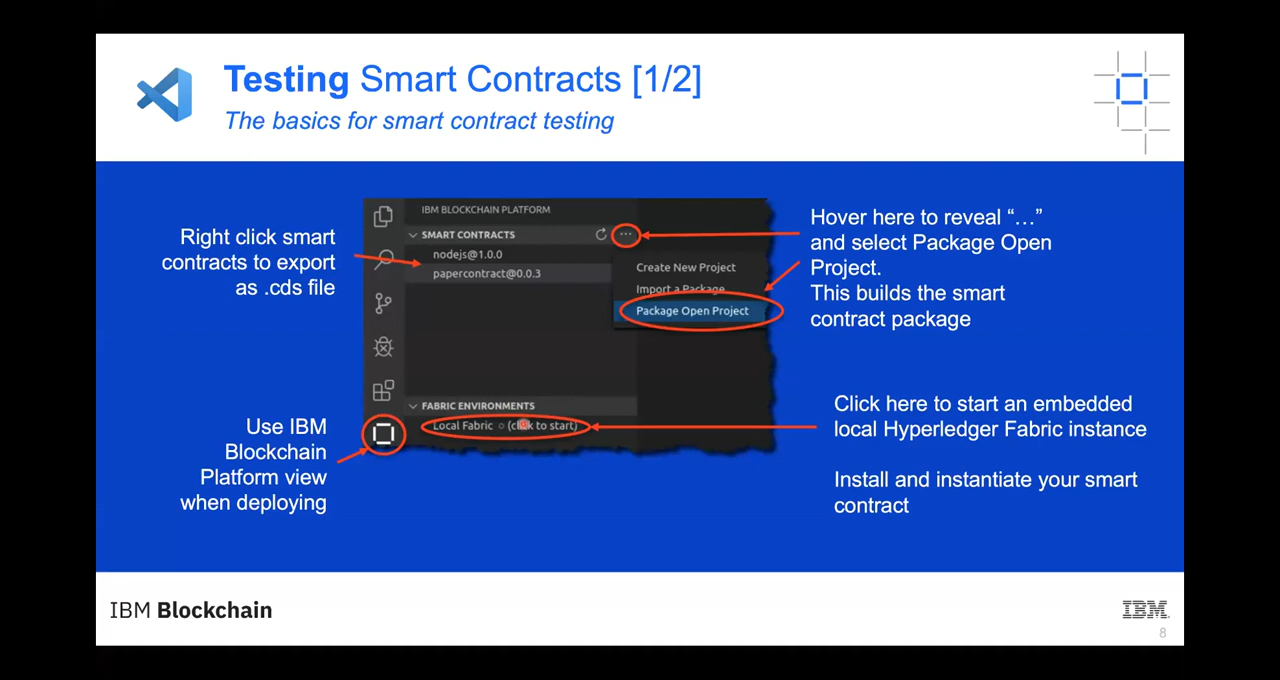 Testing Smart Contracts [1/2]
The basics for smart contract testing
Right click smart
contracts to export
as .cds file
Use IBM
Blockchain
Platform view
when deploying
IBM BLOCKCHAIN PLATFORM
SMART CONTRACTS
nodejs@1.0.0
papercontract@0.0.3
Create New Project
Import a Package
Package Open Project
FABRIC ENVIRONMENTS
Local Fabric ○ (click to start)
Hover here to reveal “…”
and select Package Open
Project.
This builds the smart
contract package
Click here to start an embedded
local Hyperledger Fabric instance
Install and instantiate your smart
contract
IBM Blockchain
IBM
8